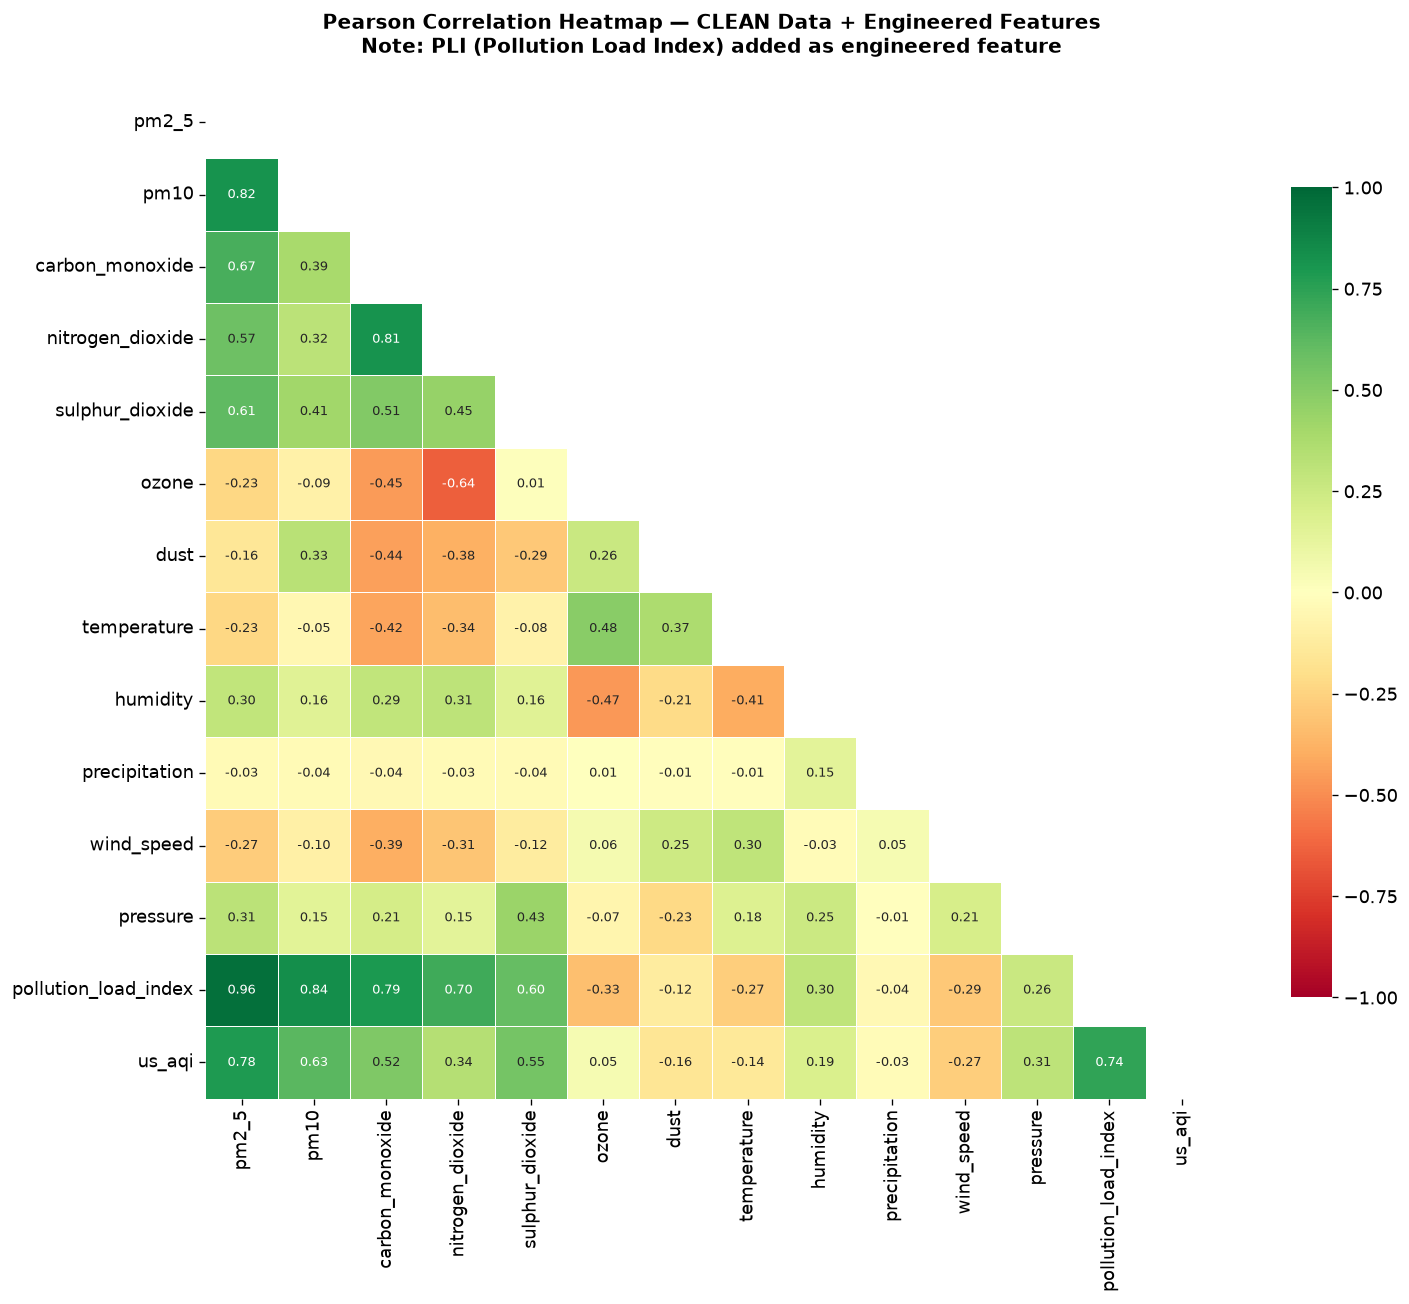 Pearson Correlation Heatmap — CLEAN Data + Engineered Features
Note: PLI (Pollution Load Index) added as engineered feature
pm2_5
pm10 0.82
carbon_monoxide 0.67 0.39
nitrogen_dioxide 0.57 0.32 0.81
sulphur_dioxide 0.61 0.41 0.51 0.45
ozone -0.23 -0.09 -0.45 -0.64 0.01
dust -0.16 0.33 -0.44 -0.38 -0.29 0.26
temperature -0.23 -0.05 -0.42 -0.34 -0.08 0.48 0.37
humidity 0.30 0.16 0.29 0.31 0.16 -0.47 -0.21 -0.41
precipitation -0.03 -0.04 -0.04 -0.03 -0.04 0.01 -0.01 -0.01 0.15
wind_speed -0.27 -0.10 -0.39 -0.31 -0.12 0.06 0.25 0.30 -0.03 0.05
pressure 0.31 0.15 0.21 0.15 0.43 -0.07 -0.23 0.18 0.25 -0.01 0.21
pollution_load_index 0.96 0.84 0.79 0.70 0.60 -0.33 -0.12 -0.27 0.30 -0.04 -0.29 0.26
us_aqi 0.78 0.63 0.52 0.34 0.55 0.05 -0.16 -0.14 0.19 -0.03 -0.27 0.31 0.74
pm2_5
pm10
carbon_monoxide
nitrogen_dioxide
sulphur_dioxide
ozone
dust
temperature
humidity
precipitation
wind_speed
pressure
pollution_load_index
us_aqi
1.00
0.75
0.50
0.25
0.00
−0.25
−0.50
−0.75
−1.00